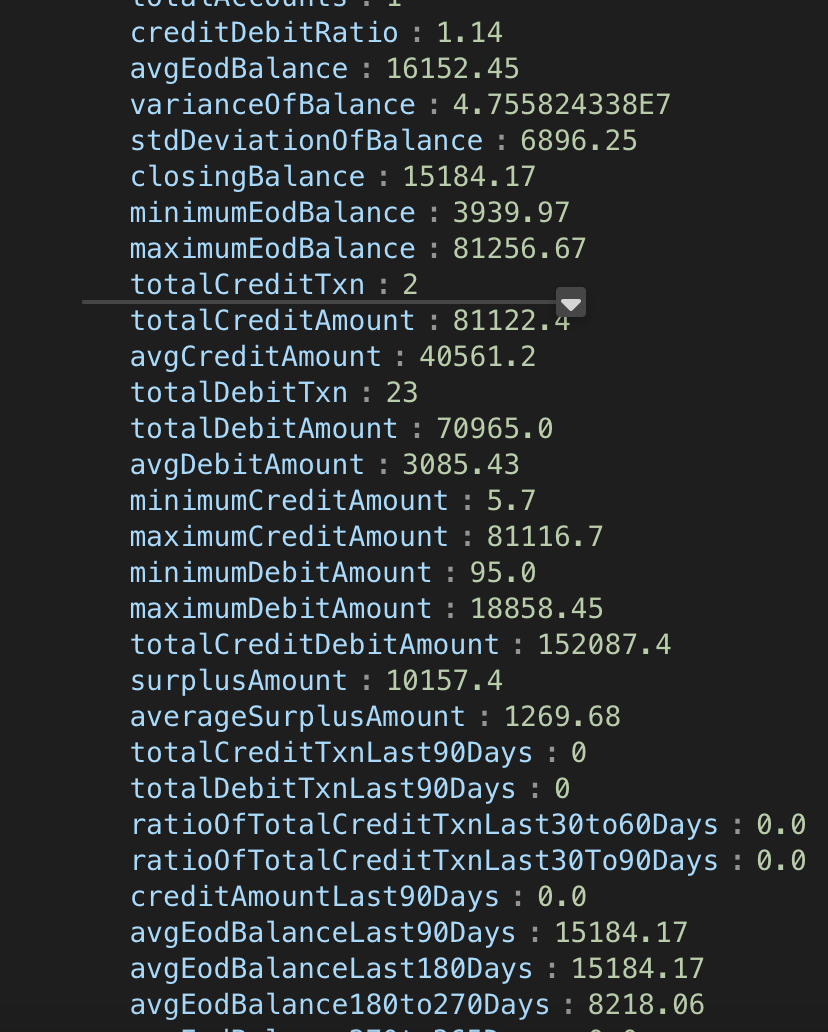 totalAccounts : 1
creditDebitRatio : 1.14
avgEodBalance : 16152.45
varianceOfBalance : 4.755824338E7
stdDeviationOfBalance : 6896.25
closingBalance : 15184.17
minimumEodBalance : 3939.97
maximumEodBalance : 81256.67
totalCreditTxn : 2
totalCreditAmount : 81122.4
avgCreditAmount : 40561.2
totalDebitTxn : 23
totalDebitAmount : 70965.0
avgDebitAmount : 3085.43
minimumCreditAmount : 5.7
maximumCreditAmount : 81116.7
minimumDebitAmount : 95.0
maximumDebitAmount : 18858.45
totalCreditDebitAmount : 152087.4
surplusAmount : 10157.4
averageSurplusAmount : 1269.68
totalCreditTxnLast90Days : 0
totalDebitTxnLast90Days : 0
ratioOfTotalCreditTxnLast30to60Days : 0.0
ratioOfTotalCreditTxnLast30To90Days : 0.0
creditAmountLast90Days : 0.0
avgEodBalanceLast90Days : 15184.17
avgEodBalanceLast180Days : 15184.17
avgEodBalance180to270Days : 8218.06